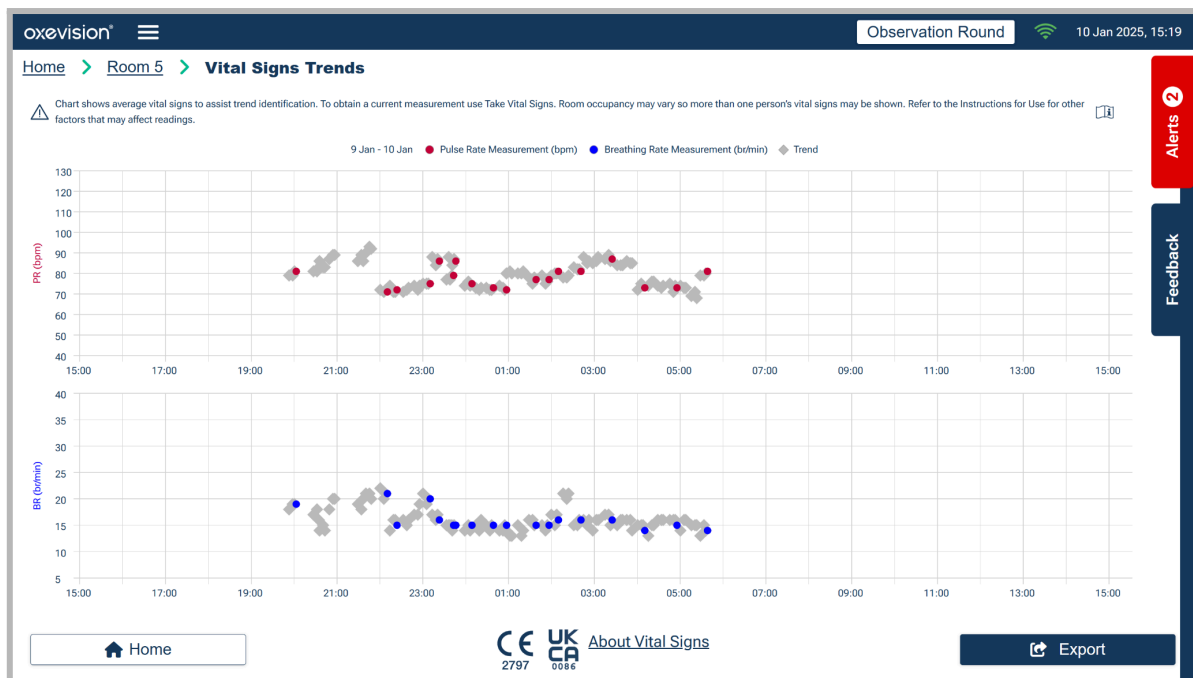 oxevision®
Observation Round
10 Jan 2025, 15:19
Home > Room 5 > Vital Signs Trends
Chart shows average vital signs to assist trend identification. To obtain a current measurement use Take Vital Signs. Room occupancy may vary so more than one person's vital signs may be shown. Refer to the Instructions for Use for other
factors that may affect readings.
Alerts 2
Feedback
9 Jan - 10 Jan Pulse Rate Measurement (bpm) Breathing Rate Measurement (br/min) Trend
PR (bpm)
130
120
110
100
90
80
70
60
50
40
15:00 17:00 19:00 21:00 23:00 01:00 03:00 05:00 07:00 09:00 11:00 13:00 15:00
BR (br/min)
40
35
30
25
20
15
10
5
15:00 17:00 19:00 21:00 23:00 01:00 03:00 05:00 07:00 09:00 11:00 13:00 15:00
Home
CE
2797
UK
CA
0086
About Vital Signs
Export